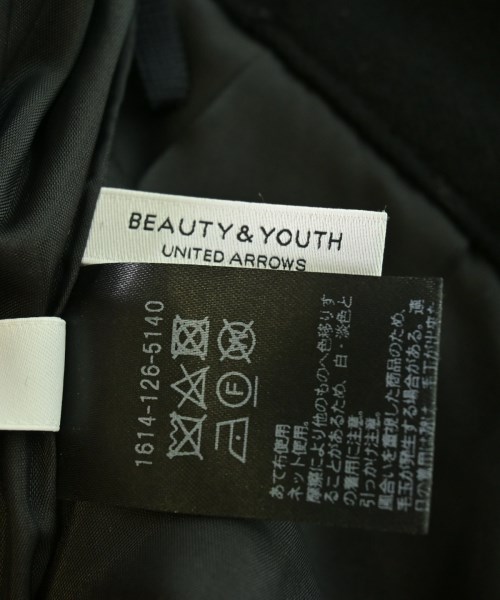 BEAUTY & YOUTH
UNITED ARROWS
1614-126-5140
F
あて布使用
ネット使用。
摩擦により他のものへ色移りす
ることがあるため、白・淡色と
の着用に注意。
引っかけ注意。
風合いを重視した商品のため、
毛玉が発生する場合がある。